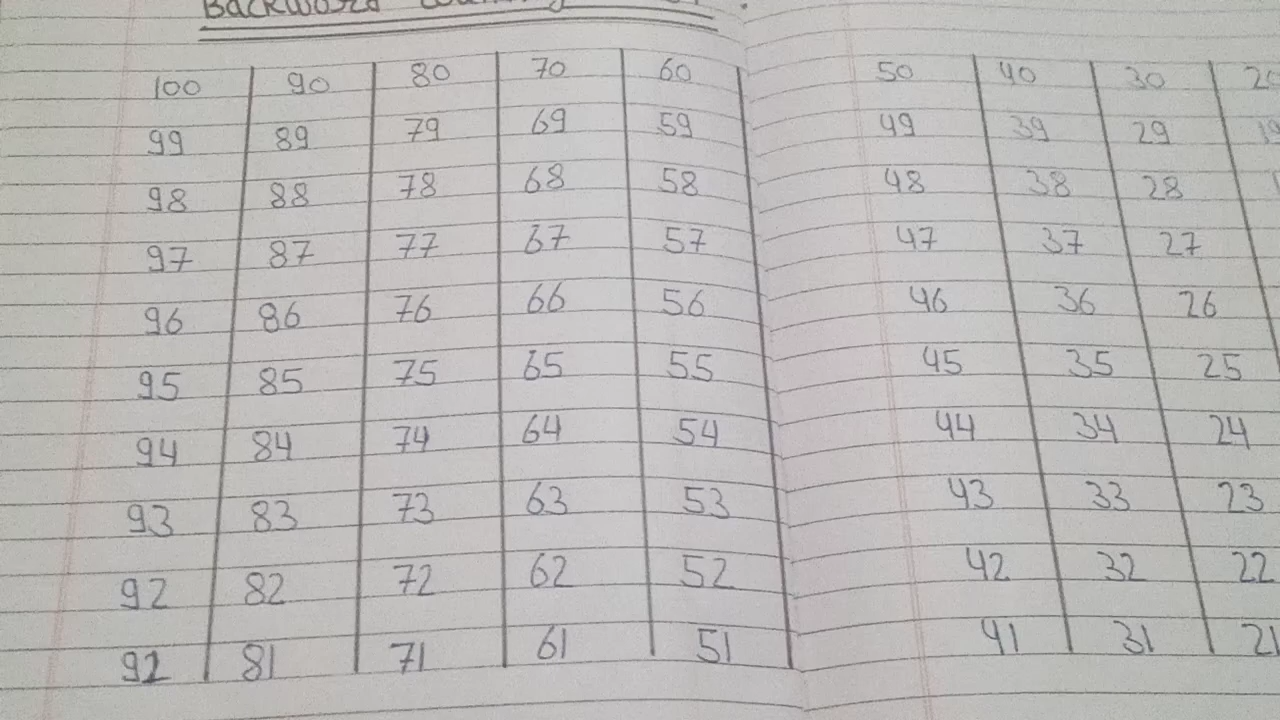 Backword
100 90 80 70 60 50 40 30 20
99 89 79 69 59 49 39 29 19
98 88 78 68 58 48 38 28
97 87 77 67 57 47 37 27
96 86 76 66 56 46 36 26
95 85 75 65 55 45 35 25
94 84 74 64 54 44 34 24
93 83 73 63 53 43 33 23
92 82 72 62 52 42 32 22
92 81 71 61 51 41 31 21